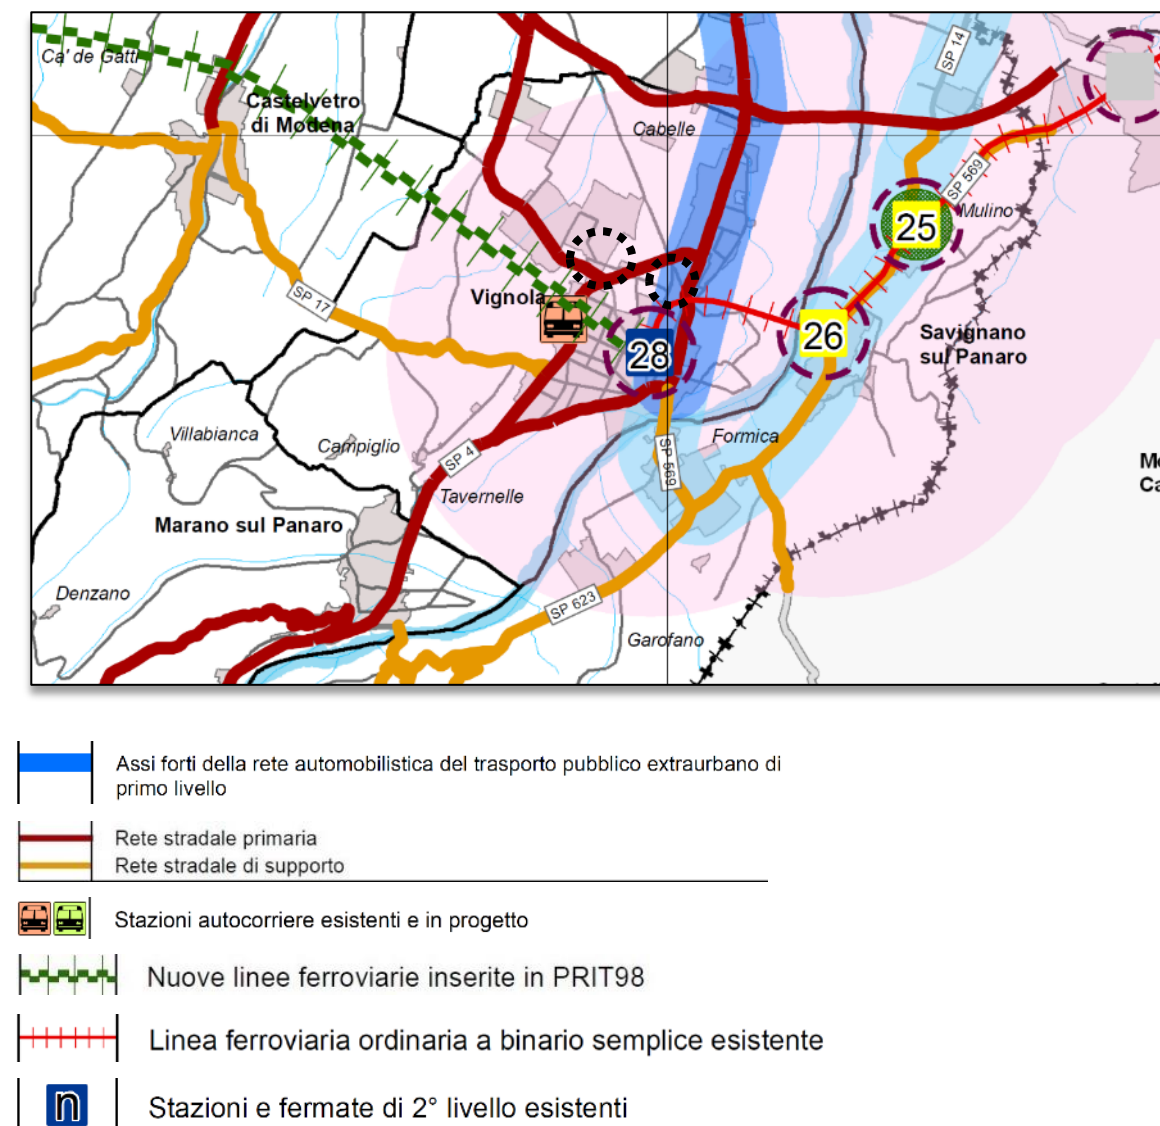 Ca' de Gatti
SP 14
Castelvetro
di Modena
Cabelle
SP 569
Mulino
25
SP 17
Vignola
28
26
Savignano
sul Panaro
Villabianca
Campiglio
SP 4
Formica
SP 569
Tavernelle
Marano sul Panaro
Denzano
SP 623
Garofano
Mo
Ca
Assi forti della rete automobilistica del trasporto pubblico extraurbano di
primo livello
Rete stradale primaria
Rete stradale di supporto
Stazioni autocorriere esistenti e in progetto
Nuove linee ferroviarie inserite in PRIT98
Linea ferroviaria ordinaria a binario semplice esistente
n
Stazioni e fermate di 2° livello esistenti